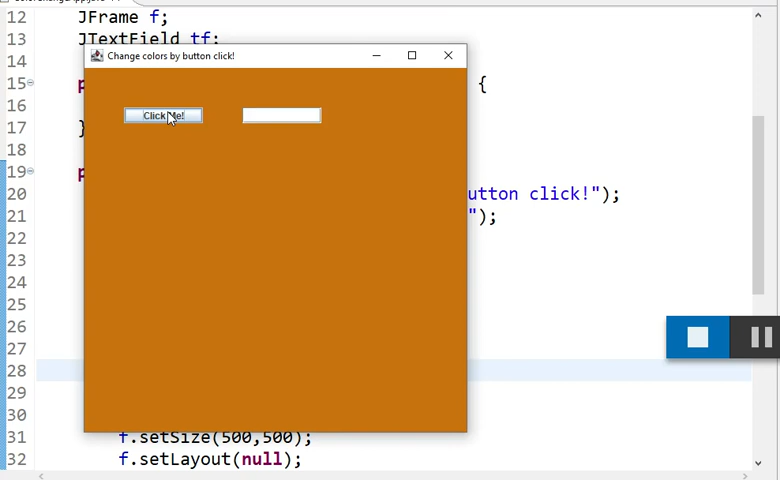 12 JFrame f;
13 JTextField tf;
Change colors by button click!
14
15 {
16
Click Me!
17 }
18
19
20 utton click!");
21 ");
22
23
24
25
26
27
28
29
30
31 f.setSize(500,500);
32 f.setLayout(null);